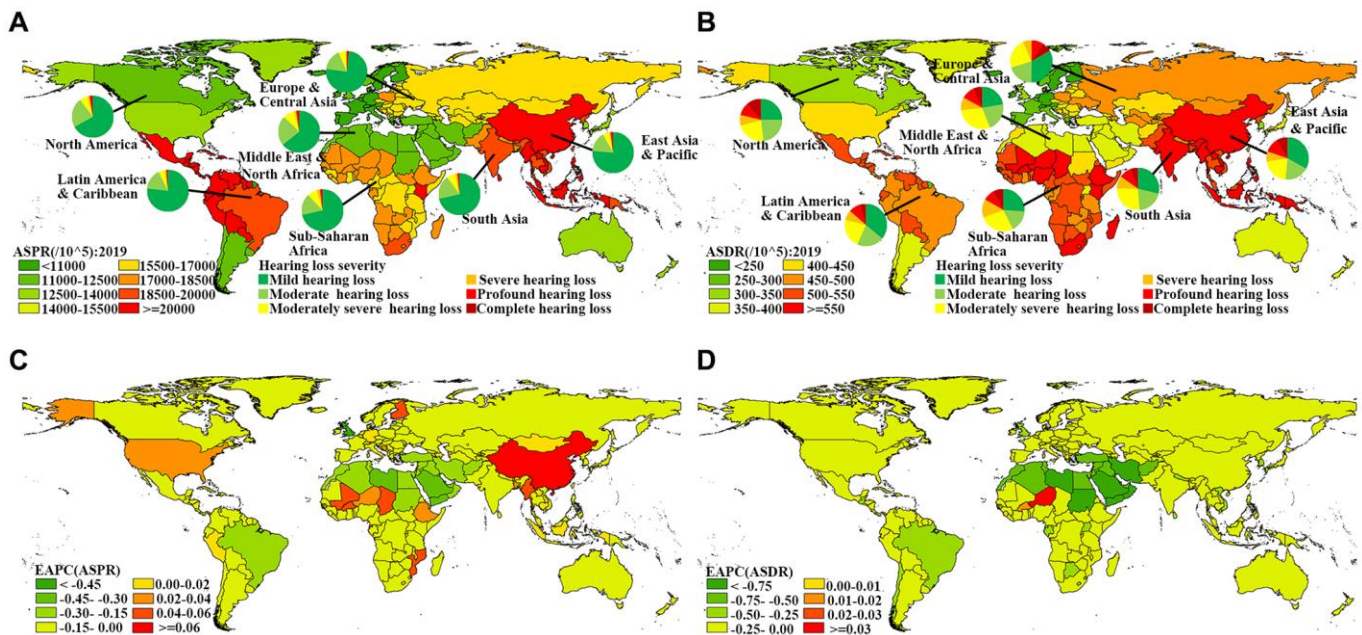 A
Europe &
Central Asia
North America
Middle East &
North Africa
East Asia
& Pacific
Latin America
& Caribbean
South Asia
Sub-Saharan
Africa
ASPR(/10^5):2019
<11000
11000-12500
12500-14000
14000-15500
15500-17000
17000-18500
18500-20000
>=20000
Hearing loss severity
Mild hearing loss
Moderate hearing loss
Moderately severe hearing loss
Severe hearing loss
Profound hearing loss
Complete hearing loss
B
Europe &
Central Asia
North America
Middle East &
North Africa
East Asia
& Pacific
Latin America
& Caribbean
South Asia
Sub-Saharan
Africa
ASDR(/10^5):2019
<250
250-300
300-350
350-400
400-450
450-500
500-550
>=550
Hearing loss severity
Mild hearing loss
Moderate hearing loss
Moderately severe hearing loss
Severe hearing loss
Profound hearing loss
Complete hearing loss
C
EAPC(ASPR)
< -0.45
-0.45- -0.30
-0.30- -0.15
-0.15- 0.00
0.00-0.02
0.02-0.04
0.04-0.06
>=0.06
D
EAPC(ASDR)
< -0.75
-0.75- -0.50
-0.50- -0.25
-0.25- 0.00
0.00-0.01
0.01-0.02
0.02-0.03
>=0.03